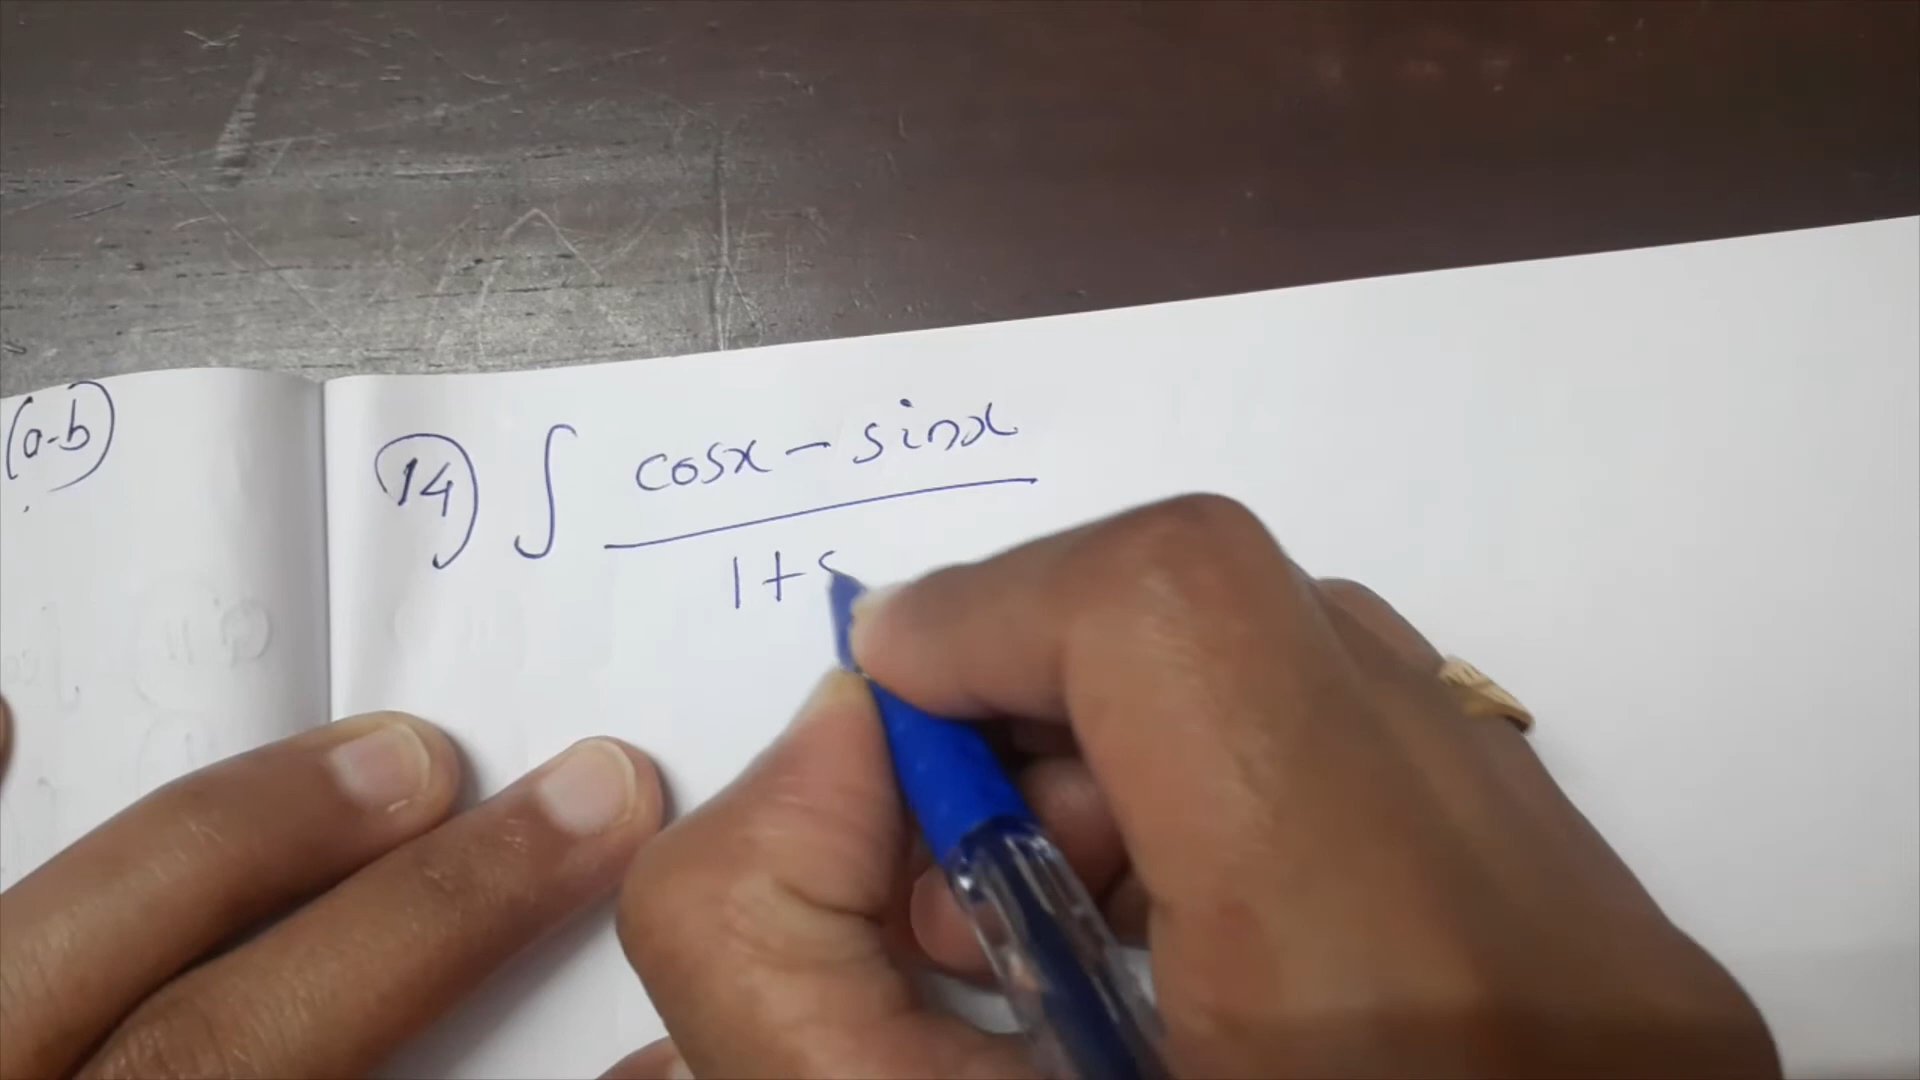 (a-b)
14) ∫ cosx - sinx
1+s